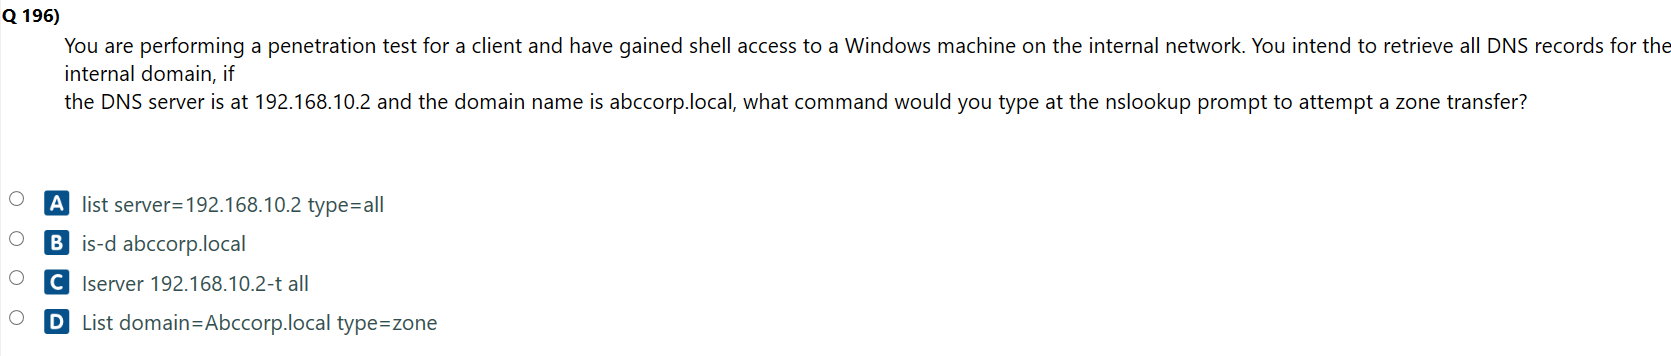 Q 196)
You are performing a penetration test for a client and have gained shell access to a Windows machine on the internal network. You intend to retrieve all DNS records for the
internal domain, if
the DNS server is at 192.168.10.2 and the domain name is abccorp.local, what command would you type at the nslookup prompt to attempt a zone transfer?
A list server=192.168.10.2 type=all
B is-d abccorp.local
C Iserver 192.168.10.2-t all
D List domain=Abccorp.local type=zone